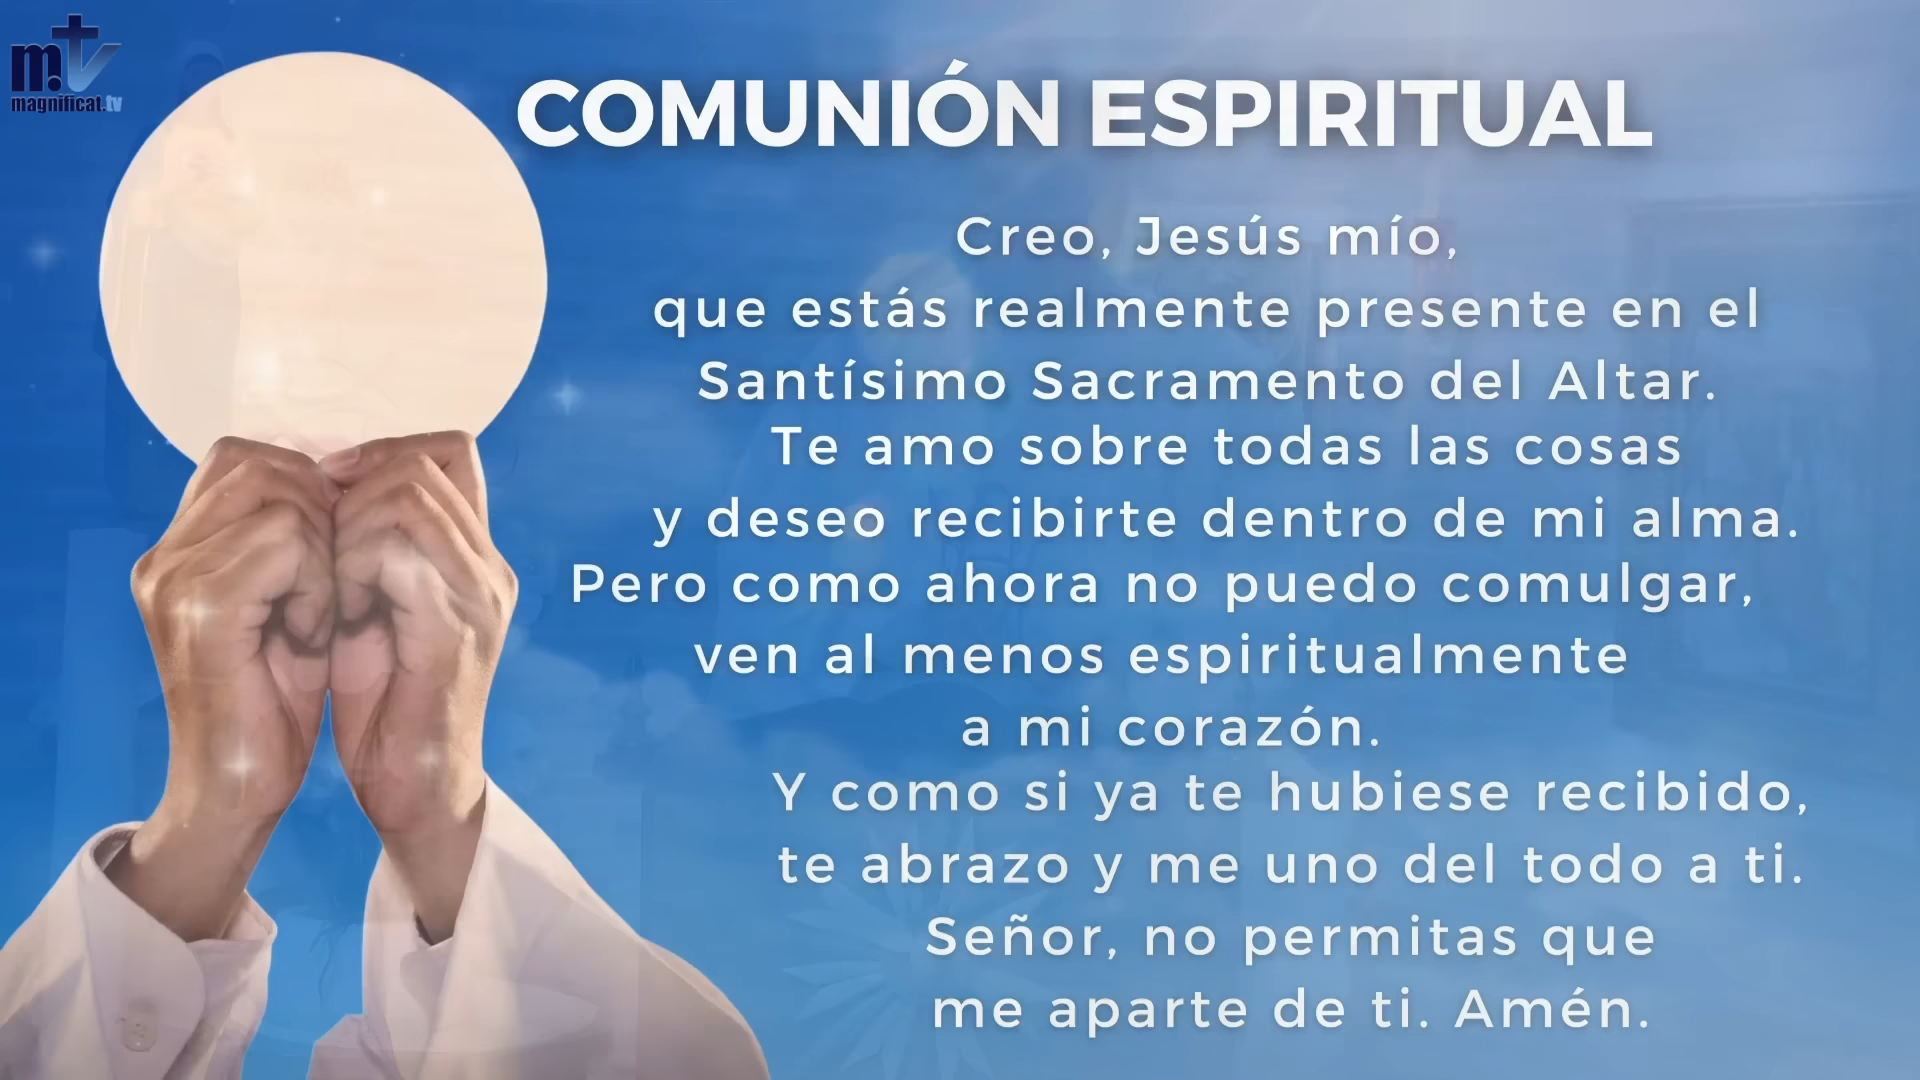 m.tv
magnificat.tv
COMUNIÓN ESPIRITUAL
Creo, Jesús mío,
que estás realmente presente en el
Santísimo Sacramento del Altar.
Te amo sobre todas las cosas
y deseo recibirte dentro de mi alma.
Pero como ahora no puedo comulgar,
ven al menos espiritualmente
a mi corazón.
Y como si ya te hubiese recibido,
te abrazo y me uno del todo a ti.
Señor, no permitas que
me aparte de ti. Amén.